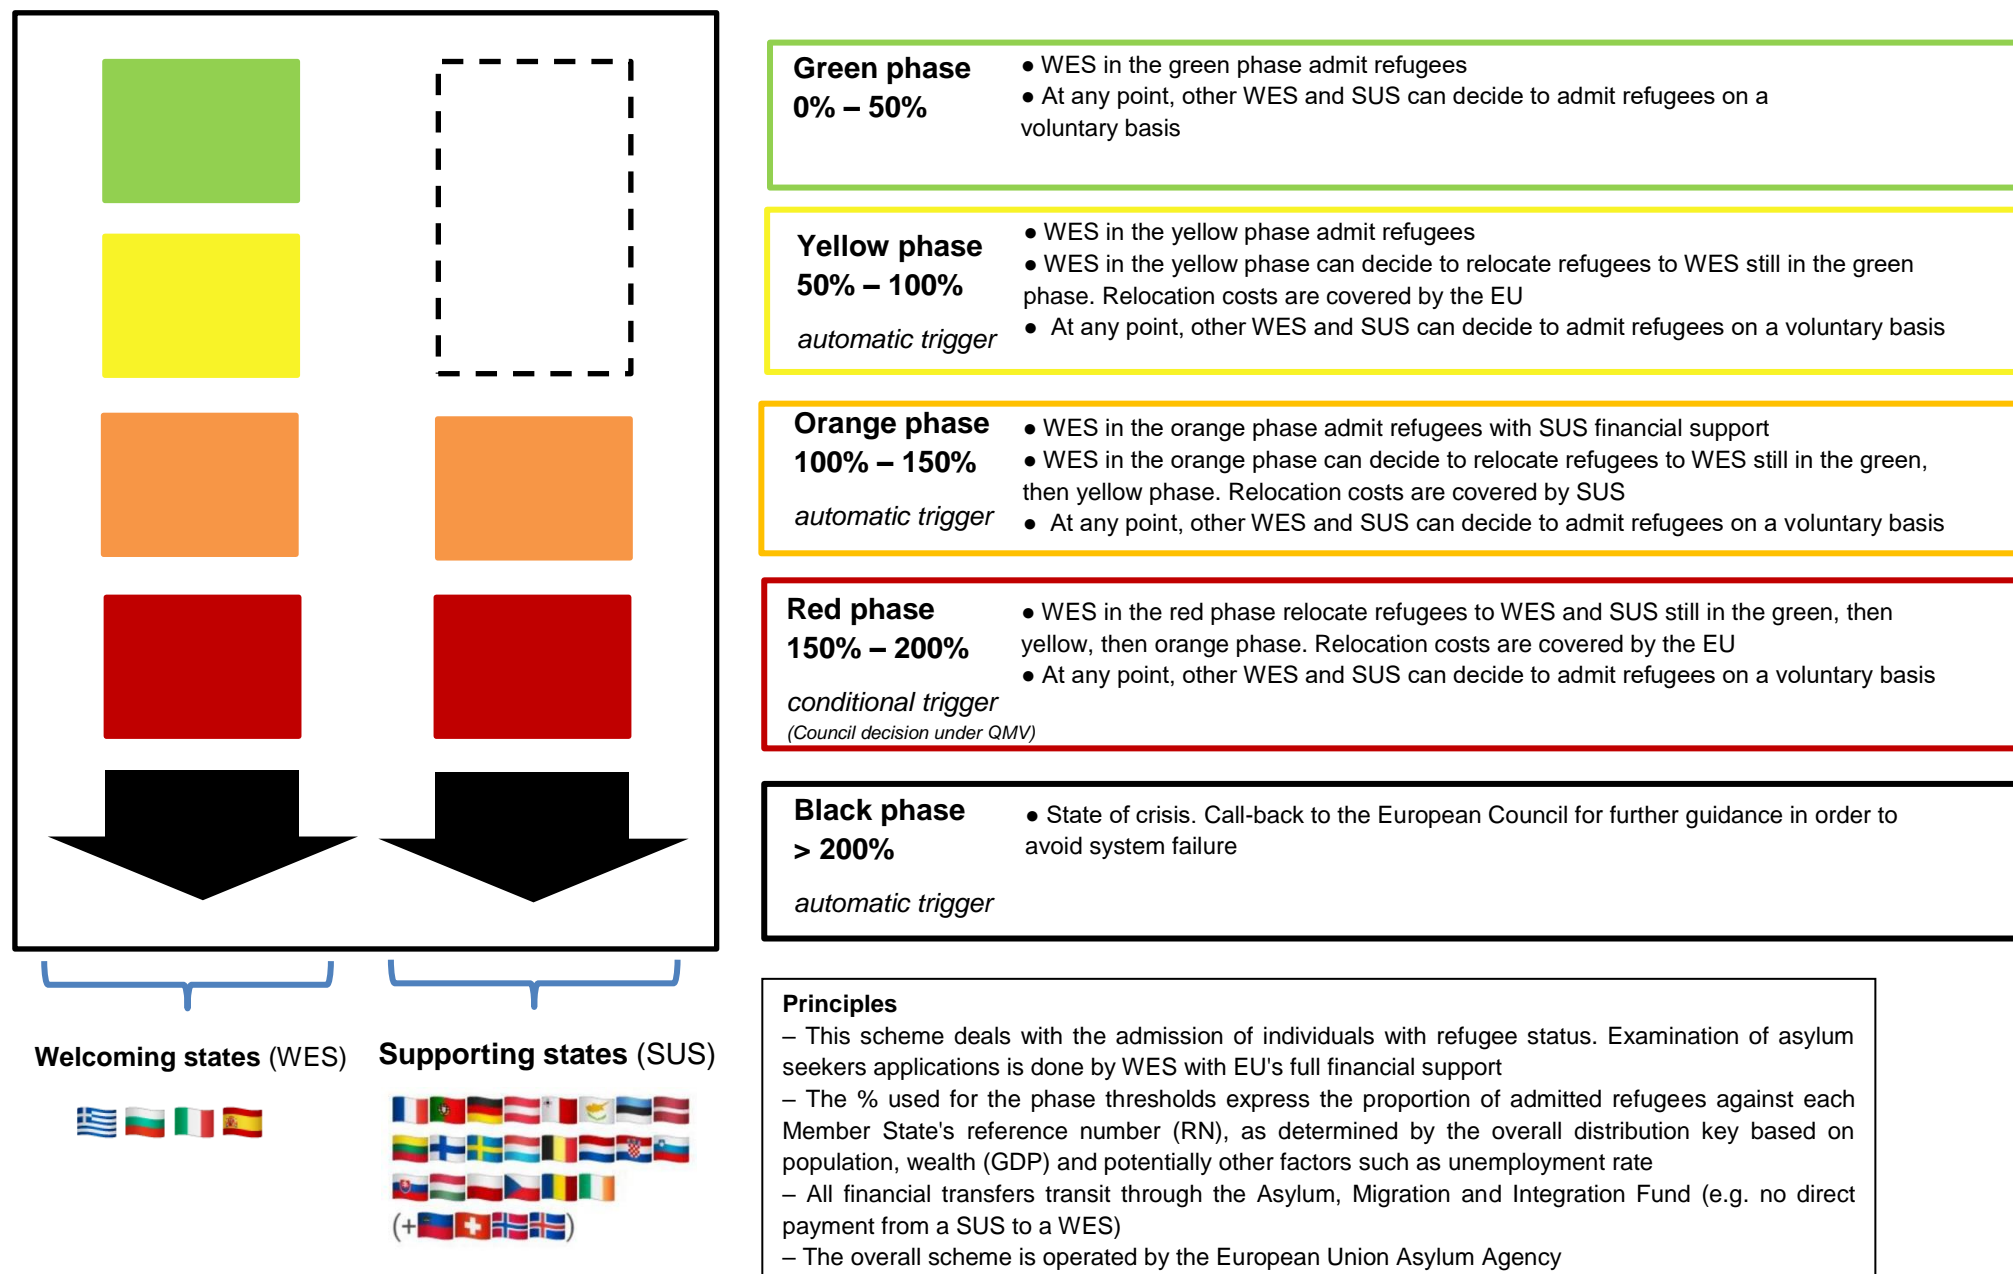 Green phase
0% – 50%
● WES in the green phase admit refugees
● At any point, other WES and SUS can decide to admit refugees on a
voluntary basis
Yellow phase
50% – 100%
automatic trigger
● WES in the yellow phase admit refugees
● WES in the yellow phase can decide to relocate refugees to WES still in the green
phase. Relocation costs are covered by the EU
● At any point, other WES and SUS can decide to admit refugees on a voluntary basis
Orange phase
100% – 150%
automatic trigger
● WES in the orange phase admit refugees with SUS financial support
● WES in the orange phase can decide to relocate refugees to WES still in the green,
then yellow phase. Relocation costs are covered by SUS
● At any point, other WES and SUS can decide to admit refugees on a voluntary basis
Red phase
150% – 200%
conditional trigger
(Council decision under QMV)
● WES in the red phase relocate refugees to WES and SUS still in the green, then
yellow, then orange phase. Relocation costs are covered by the EU
● At any point, other WES and SUS can decide to admit refugees on a voluntary basis
Black phase
> 200%
automatic trigger
● State of crisis. Call-back to the European Council for further guidance in order to
avoid system failure
Welcoming states (WES)
Supporting states (SUS)
(+ )
Principles
– This scheme deals with the admission of individuals with refugee status. Examination of asylum
seekers applications is done by WES with EU's full financial support
– The % used for the phase thresholds express the proportion of admitted refugees against each
Member State's reference number (RN), as determined by the overall distribution key based on
population, wealth (GDP) and potentially other factors such as unemployment rate
– All financial transfers transit through the Asylum, Migration and Integration Fund (e.g. no direct
payment from a SUS to a WES)
– The overall scheme is operated by the European Union Asylum Agency